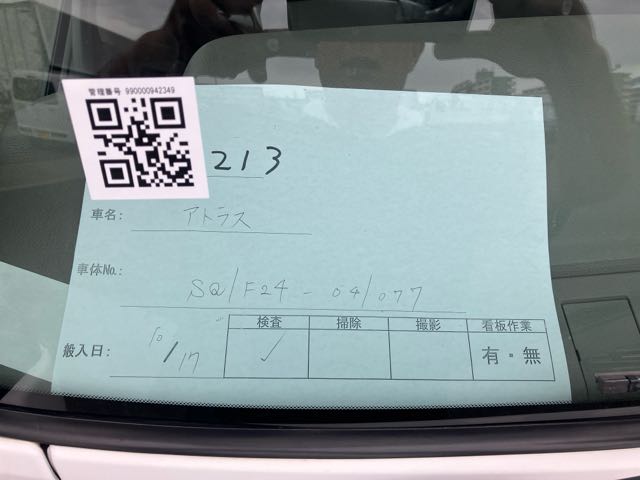 管理番号 990000942349
213
車名: アトラス
車体No.: SQ1F24-041077
検査 掃除 撮影 看板作業
般入日: 10/17 ✓ 有・無